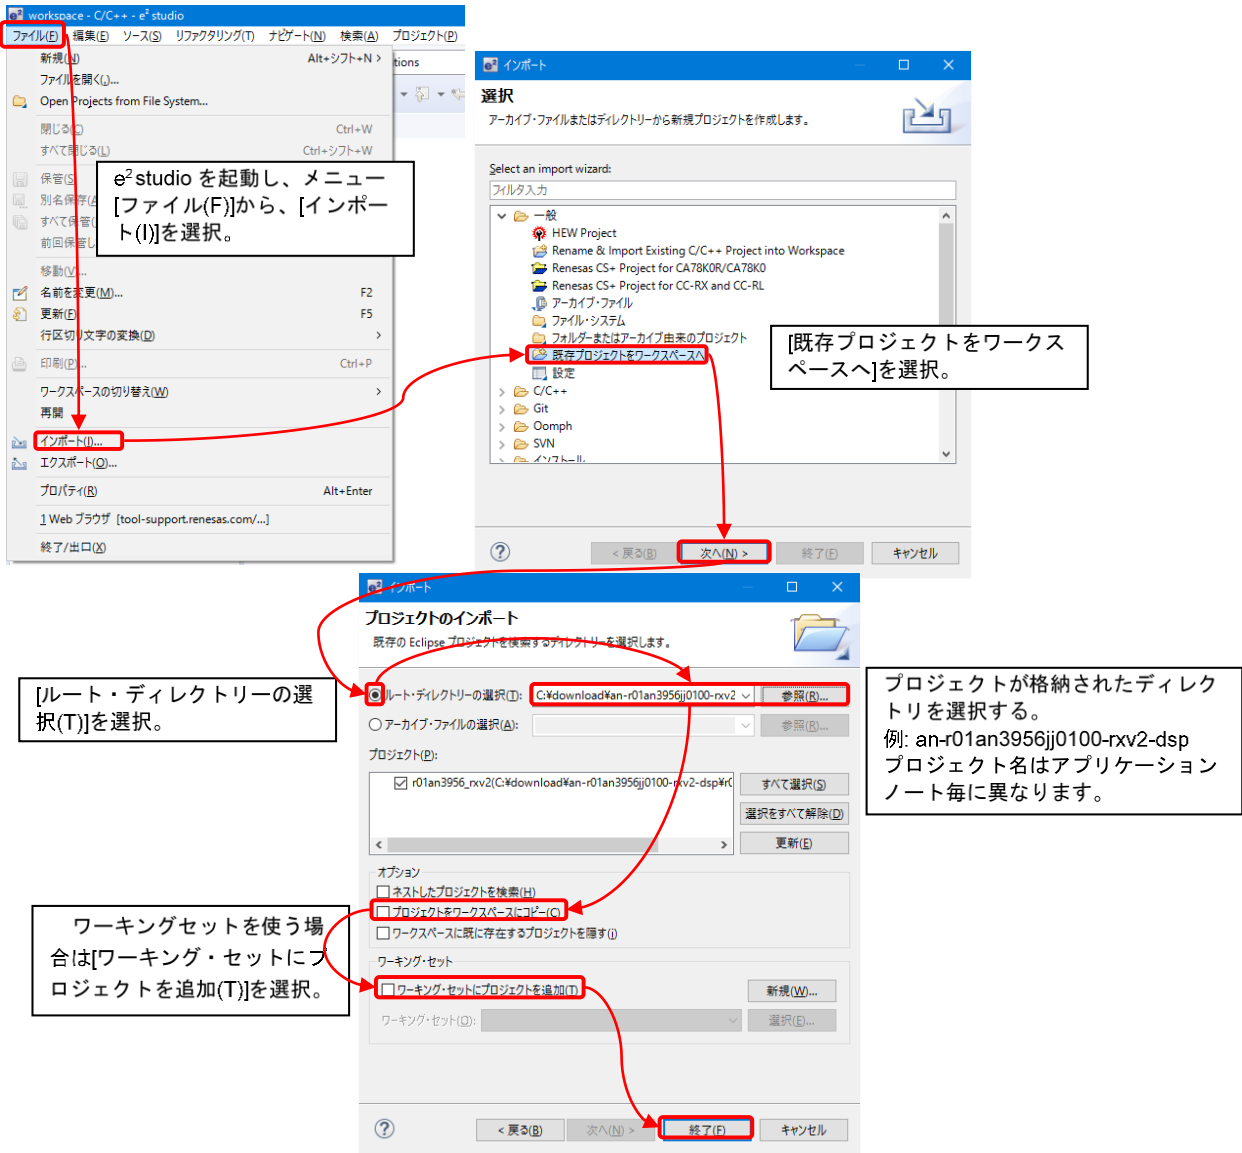 workspace - C/C++ - e² studio
ファイル(F) 編集(E) ソース(S) リファクタリング(T) ナビゲート(N) 検索(A) プロジェクト(P)
新規(N) Alt+シフト+N >
tions
ファイルを開く(.)...
Open Projects from File System...
閉じる(C) Ctrl+W
すべて閉じる(L) Ctrl+シフト+W
保管(S)
別名保存(A
すべて保管(
前回保管し
e² studio を起動し、メニュー
[ファイル(F)]から、[インポー
ト(I)]を選択。
移動(V)...
名前を変更(M)... F2
更新(F) F5
行区切り文字の変換(D) >
印刷(P)... Ctrl+P
ワークスペースの切り替え(W) >
再開
インポート(I)...
エクスポート(O)...
プロパティ(R) Alt+Enter
1 Web ブラウザ [tool-support.renesas.com/...]
終了/出口(X)
インポート
選択
アーカイブ・ファイルまたはディレクトリーから新規プロジェクトを作成します。
Select an import wizard:
フィルタ入力
一般
HEW Project
Rename & Import Existing C/C++ Project into Workspace
Renesas CS+ Project for CA78K0R/CA78K0
Renesas CS+ Project for CC-RX and CC-RL
アーカイブ・ファイル
ファイル・システム
フォルダーまたはアーカイブ由来のプロジェクト
既存プロジェクトをワークスペースへ
設定
C/C++
Git
Oomph
SVN
インストール
[既存プロジェクトをワークス
ペースへ]を選択。
< 戻る(B) 次へ(N) > 終了(F) キャンセル
インポート
プロジェクトのインポート
既存の Eclipse プロジェクトを検索するディレクトリーを選択します。
[ルート・ディレクトリーの選
択(T)]を選択。
ルート・ディレクトリーの選択(T): C:¥download¥an-r01an3956jj0100-rxv2 参照(R)...
アーカイブ・ファイルの選択(A): 参照(R)...
プロジェクトが格納されたディレク
トリを選択する。
例: an-r01an3956jj0100-rxv2-dsp
プロジェクト名はアプリケーション
ノート毎に異なります。
プロジェクト(P):
r01an3956_rxv2(C:¥download¥an-r01an3956jj0100-rxv2-dsp¥r0 すべて選択(S)
選択をすべて解除(D)
更新(E)
オプション
ネストしたプロジェクトを検索(H)
プロジェクトをワークスペースにコピー(C)
ワークスペースに既に存在するプロジェクトを隠す(i)
ワーキングセットを使う場
合は[ワーキング・セットにプ
ロジェクトを追加(T)]を選択。
ワーキング・セット
ワーキング・セットにプロジェクトを追加(T) 新規(W)...
ワーキング・セット(O): 選択(E)...
< 戻る(B) 次へ(N) > 終了(F) キャンセル